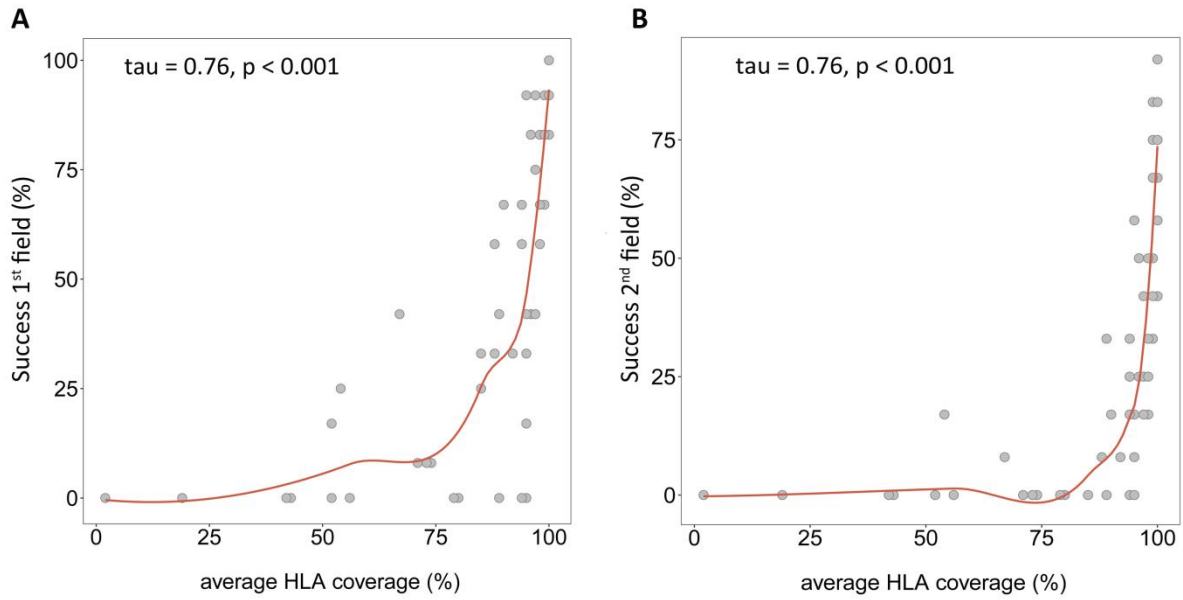 A
tau = 0.76, p < 0.001
Success 1st field (%)
100
75
50
25
0
0 25 50 75 100
average HLA coverage (%)
B
tau = 0.76, p < 0.001
Success 2nd field (%)
75
50
25
0
0 25 50 75 100
average HLA coverage (%)